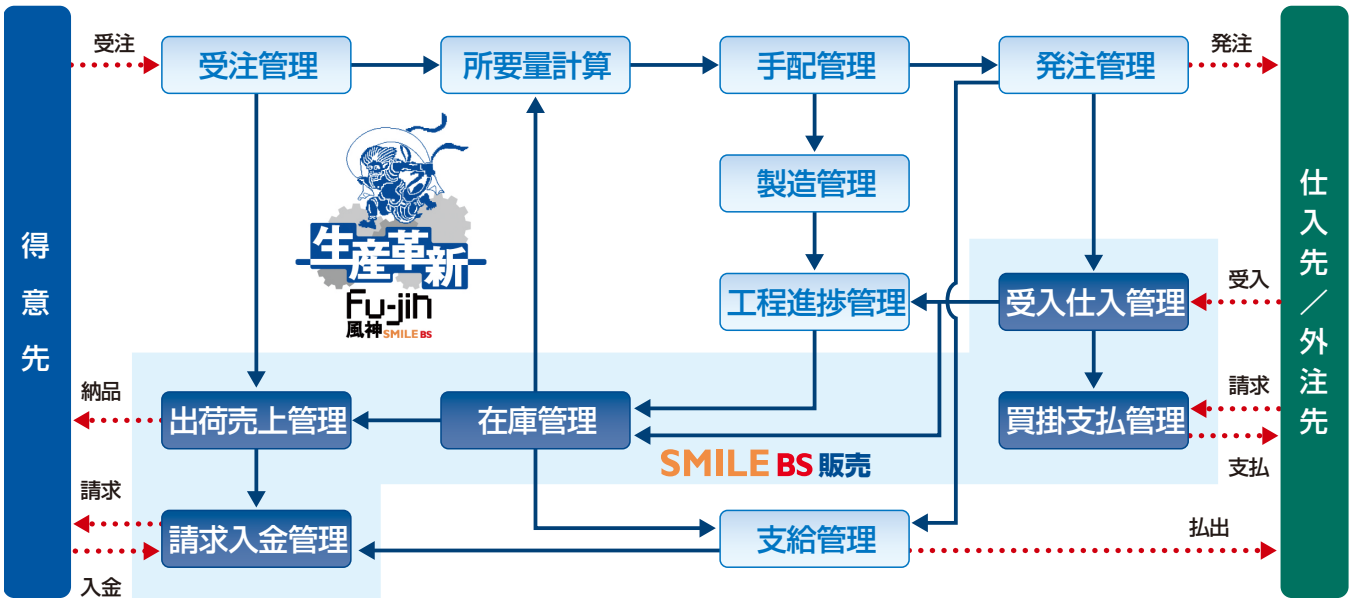 得意先
受注
受注管理
所要量計算
手配管理
発注管理
発注
仕入先／外注先
製造管理
生産革新
Fu-jin
風神 SMILE BS
工程進捗管理
受入仕入管理
受入
納品
出荷売上管理
在庫管理
買掛支払管理
請求
支払
SMILE BS 販売
請求
請求入金管理
入金
支給管理
払出